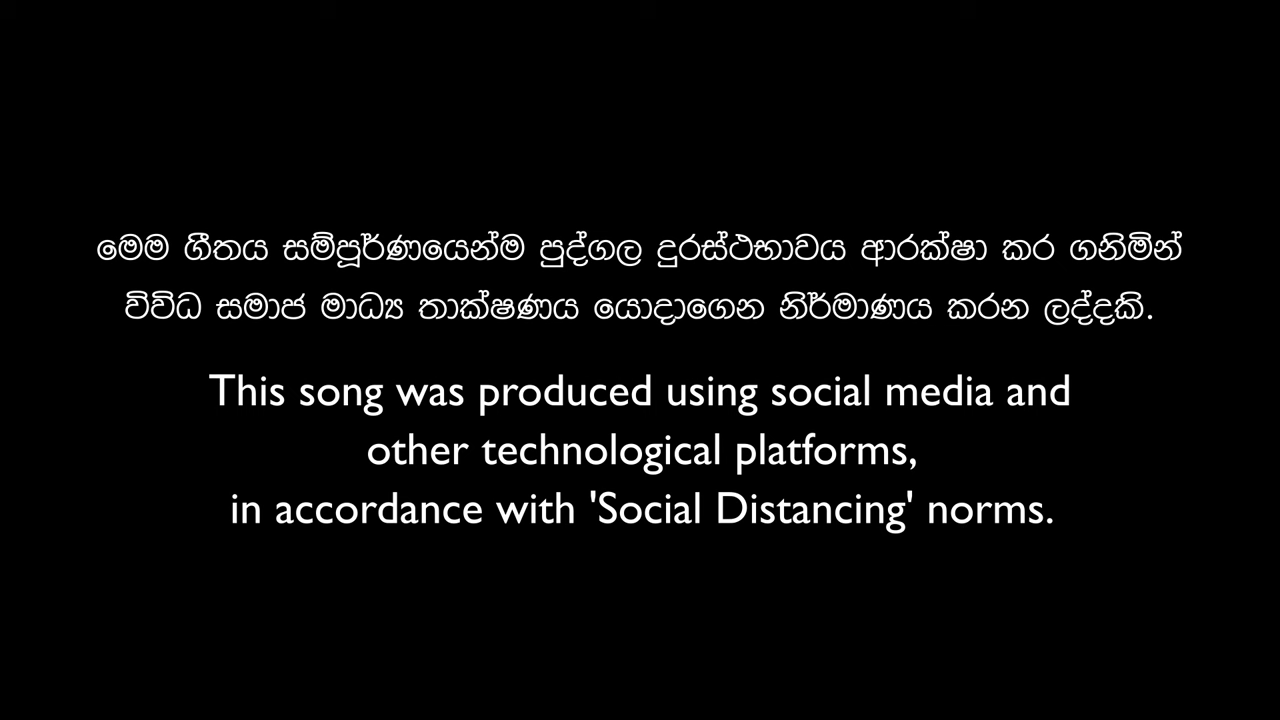 මෙම ගීතය සම්පූර්ණයෙන්ම පුද්ගල දුරස්ථභාවය ආරක්ෂා කර ගනිමින්
විවිධ සමාජ මාධ්‍ය තාක්ෂණය යොදාගෙන නිර්මාණය කරන ලද්දකි.
This song was produced using social media and
other technological platforms,
in accordance with 'Social Distancing' norms.